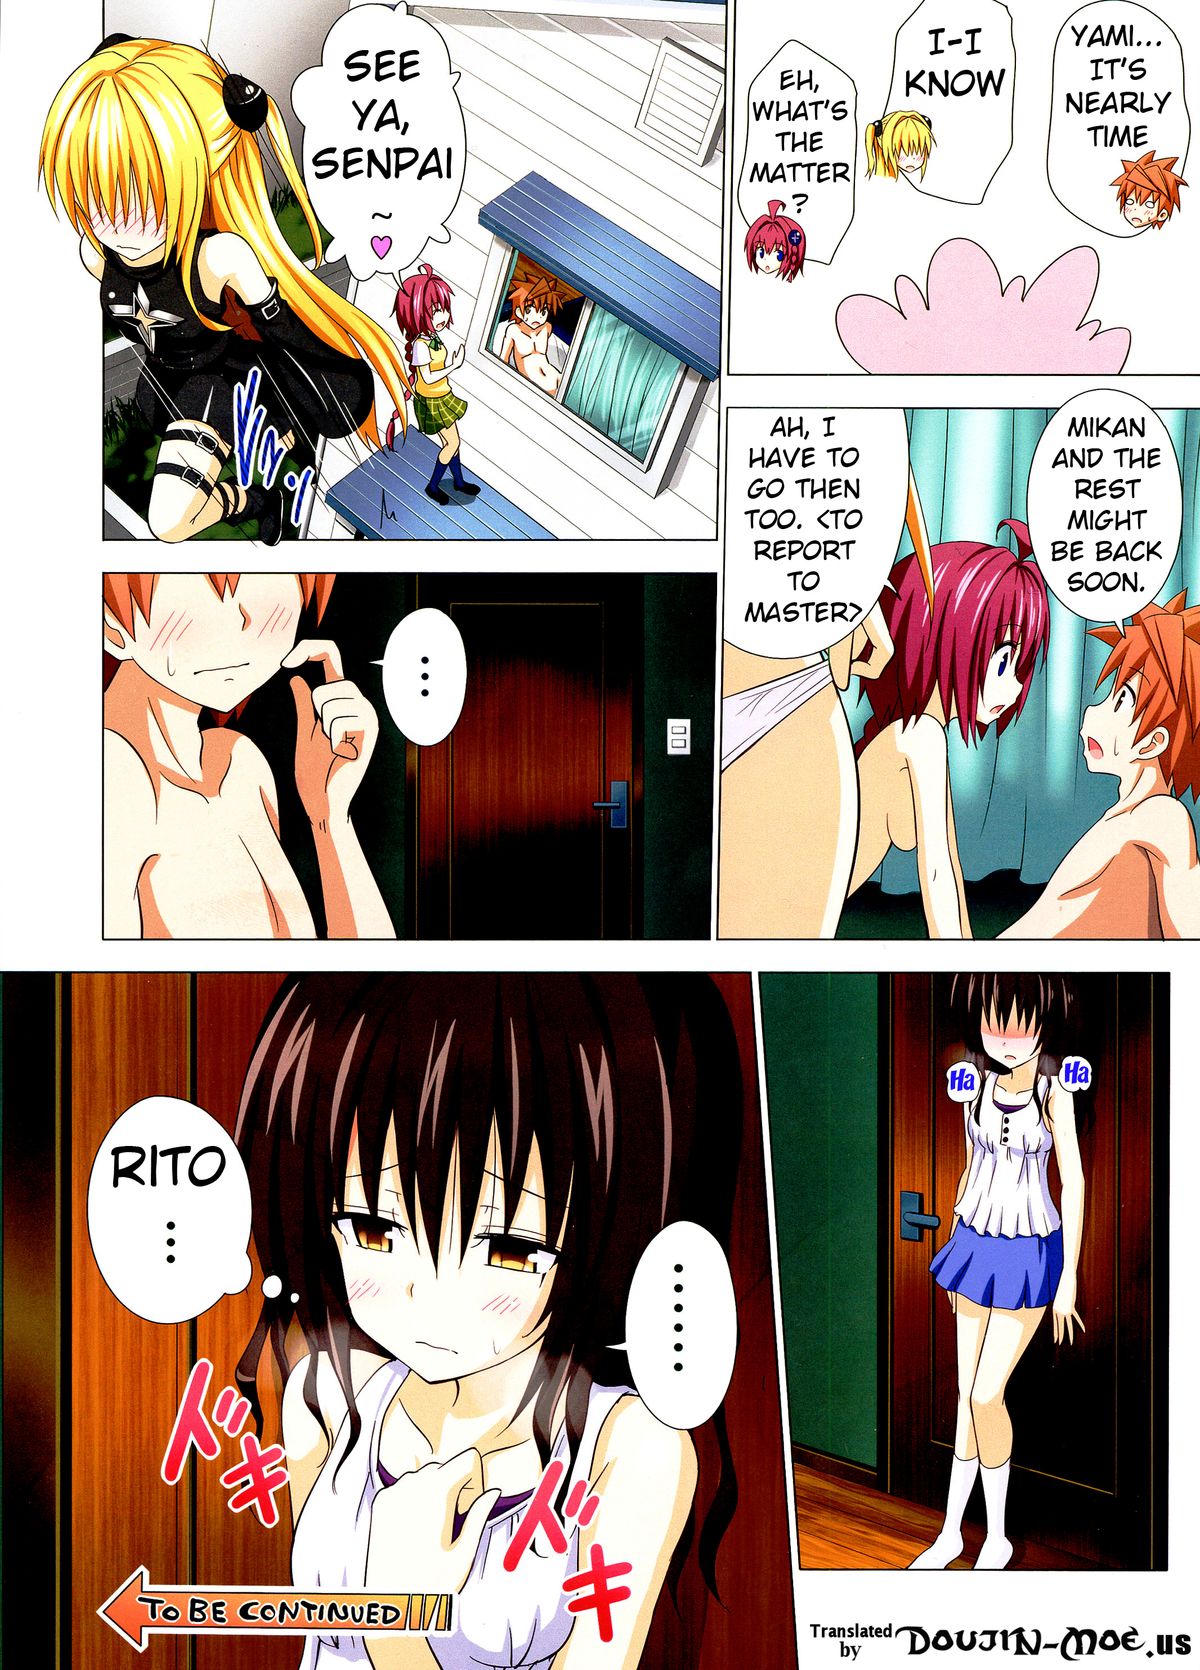 YAMI...
IT'S
NEARLY
TIME
I-I
KNOW
EH,
WHAT'S
THE
MATTER
?
SEE
YA,
SENPAI
~
♥
MIKAN
AND THE
REST
MIGHT
BE BACK
SOON.
AH, I
HAVE TO
GO THEN
TOO. <TO
REPORT
TO
MASTER>
...
Ha
Ha
.......
RITO
...
ドキ
ドキ
TO BE CONTINUED
Translated
by
DOUJIN-MOE.us